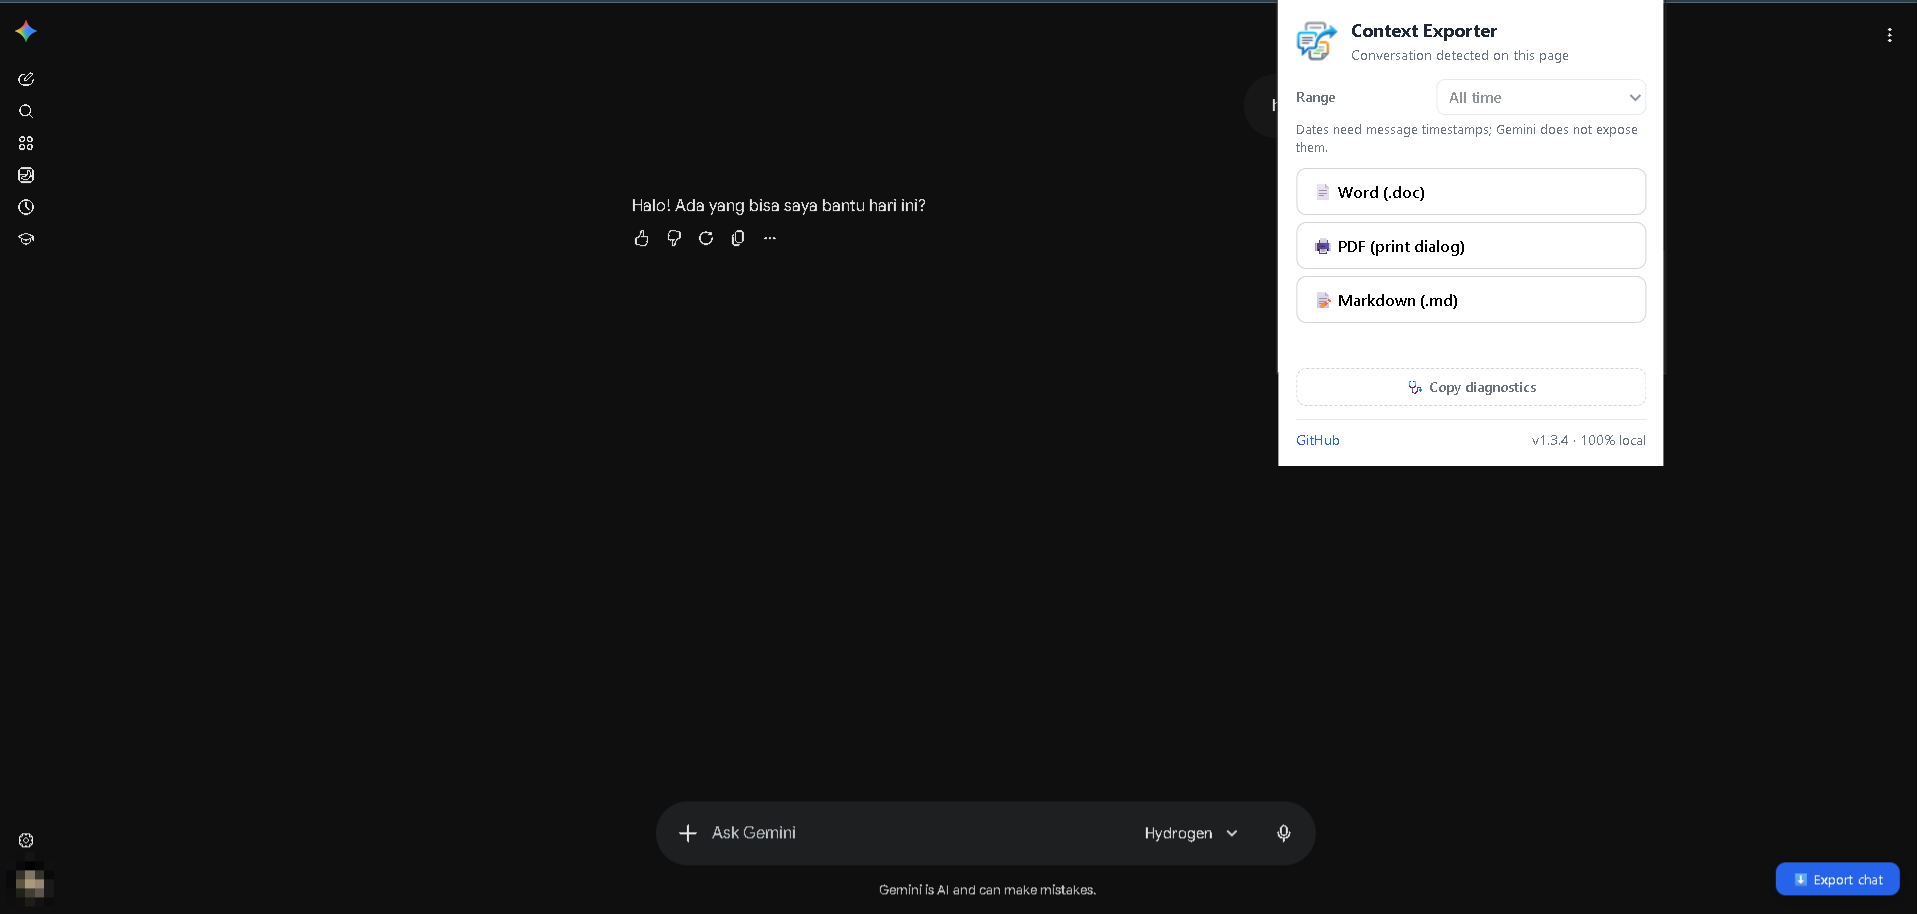 Context Exporter
Conversation detected on this page
Range
All time
Dates need message timestamps; Gemini does not expose
them.
Word (.doc)
PDF (print dialog)
Markdown (.md)
Copy diagnostics
GitHub
v1.3.4 · 100% local
Halo! Ada yang bisa saya bantu hari ini?
Ask Gemini
Hydrogen
Gemini is AI and can make mistakes.
Export chat